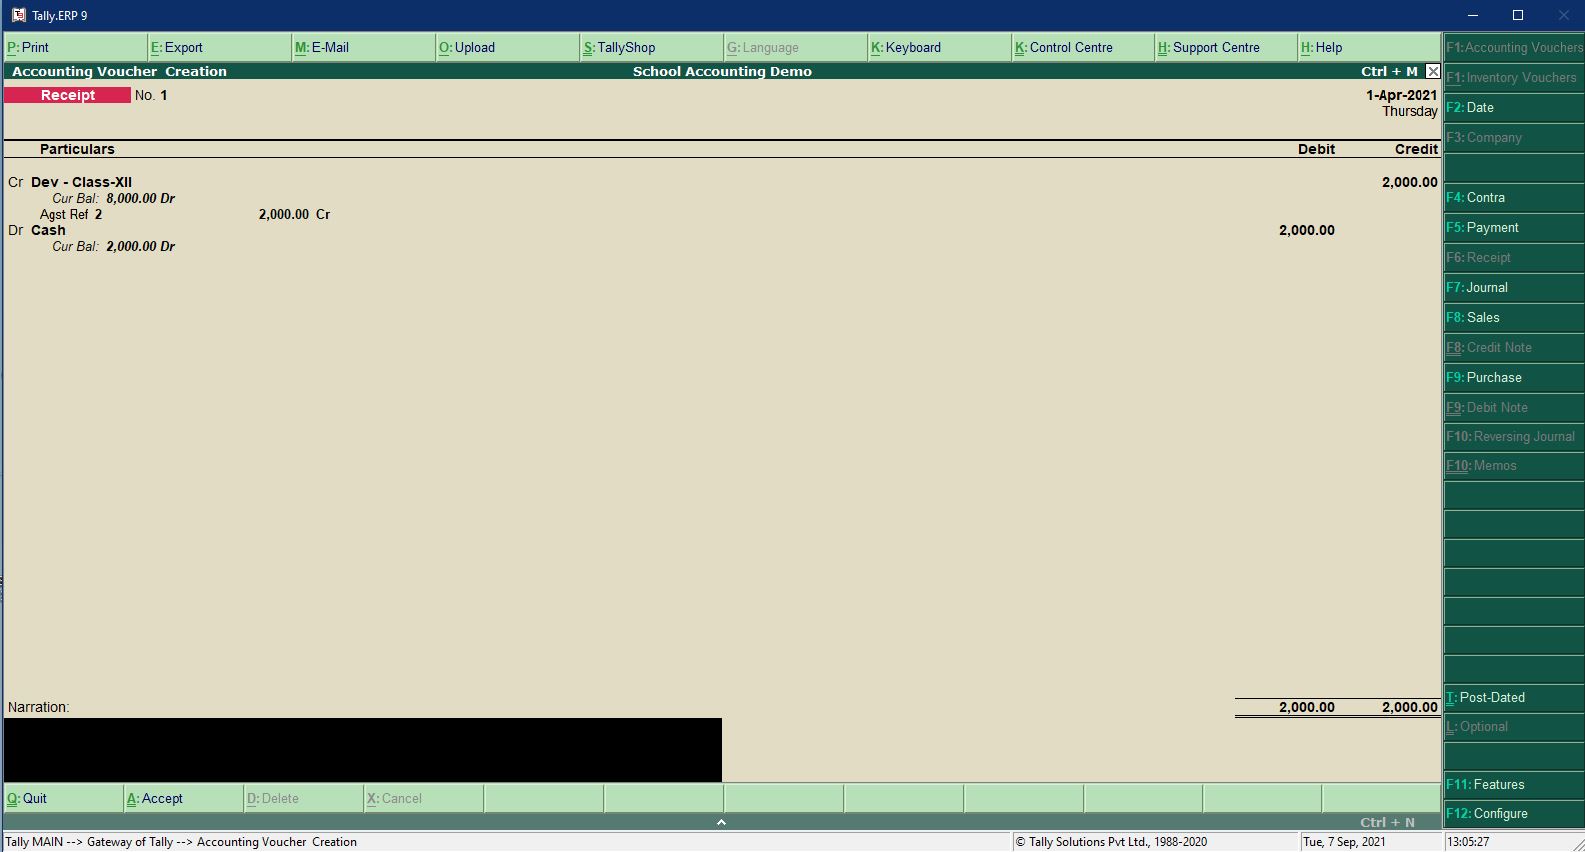 Tally.ERP 9
P: Print E: Export M: E-Mail O: Upload S: TallyShop G: Language K: Keyboard K: Control Centre H: Support Centre H: Help
Accounting Voucher Creation School Accounting Demo Ctrl + M
Receipt No. 1 1-Apr-2021
Thursday
Particulars Debit Credit
Cr Dev - Class-XII 2,000.00
Cur Bal: 8,000.00 Dr
Agst Ref 2 2,000.00 Cr
Dr Cash 2,000.00
Cur Bal: 2,000.00 Dr
Narration: 2,000.00 2,000.00
Q: Quit A: Accept D: Delete X: Cancel
Ctrl + N
F1: Accounting Vouchers
F1: Inventory Vouchers
F2: Date
F3: Company
F4: Contra
F5: Payment
F6: Receipt
F7: Journal
F8: Sales
F8: Credit Note
F9: Purchase
F9: Debit Note
F10: Reversing Journal
F10: Memos
T: Post-Dated
L: Optional
F11: Features
F12: Configure
Tally MAIN --> Gateway of Tally --> Accounting Voucher Creation © Tally Solutions Pvt Ltd., 1988-2020 Tue, 7 Sep, 2021 13:05:27